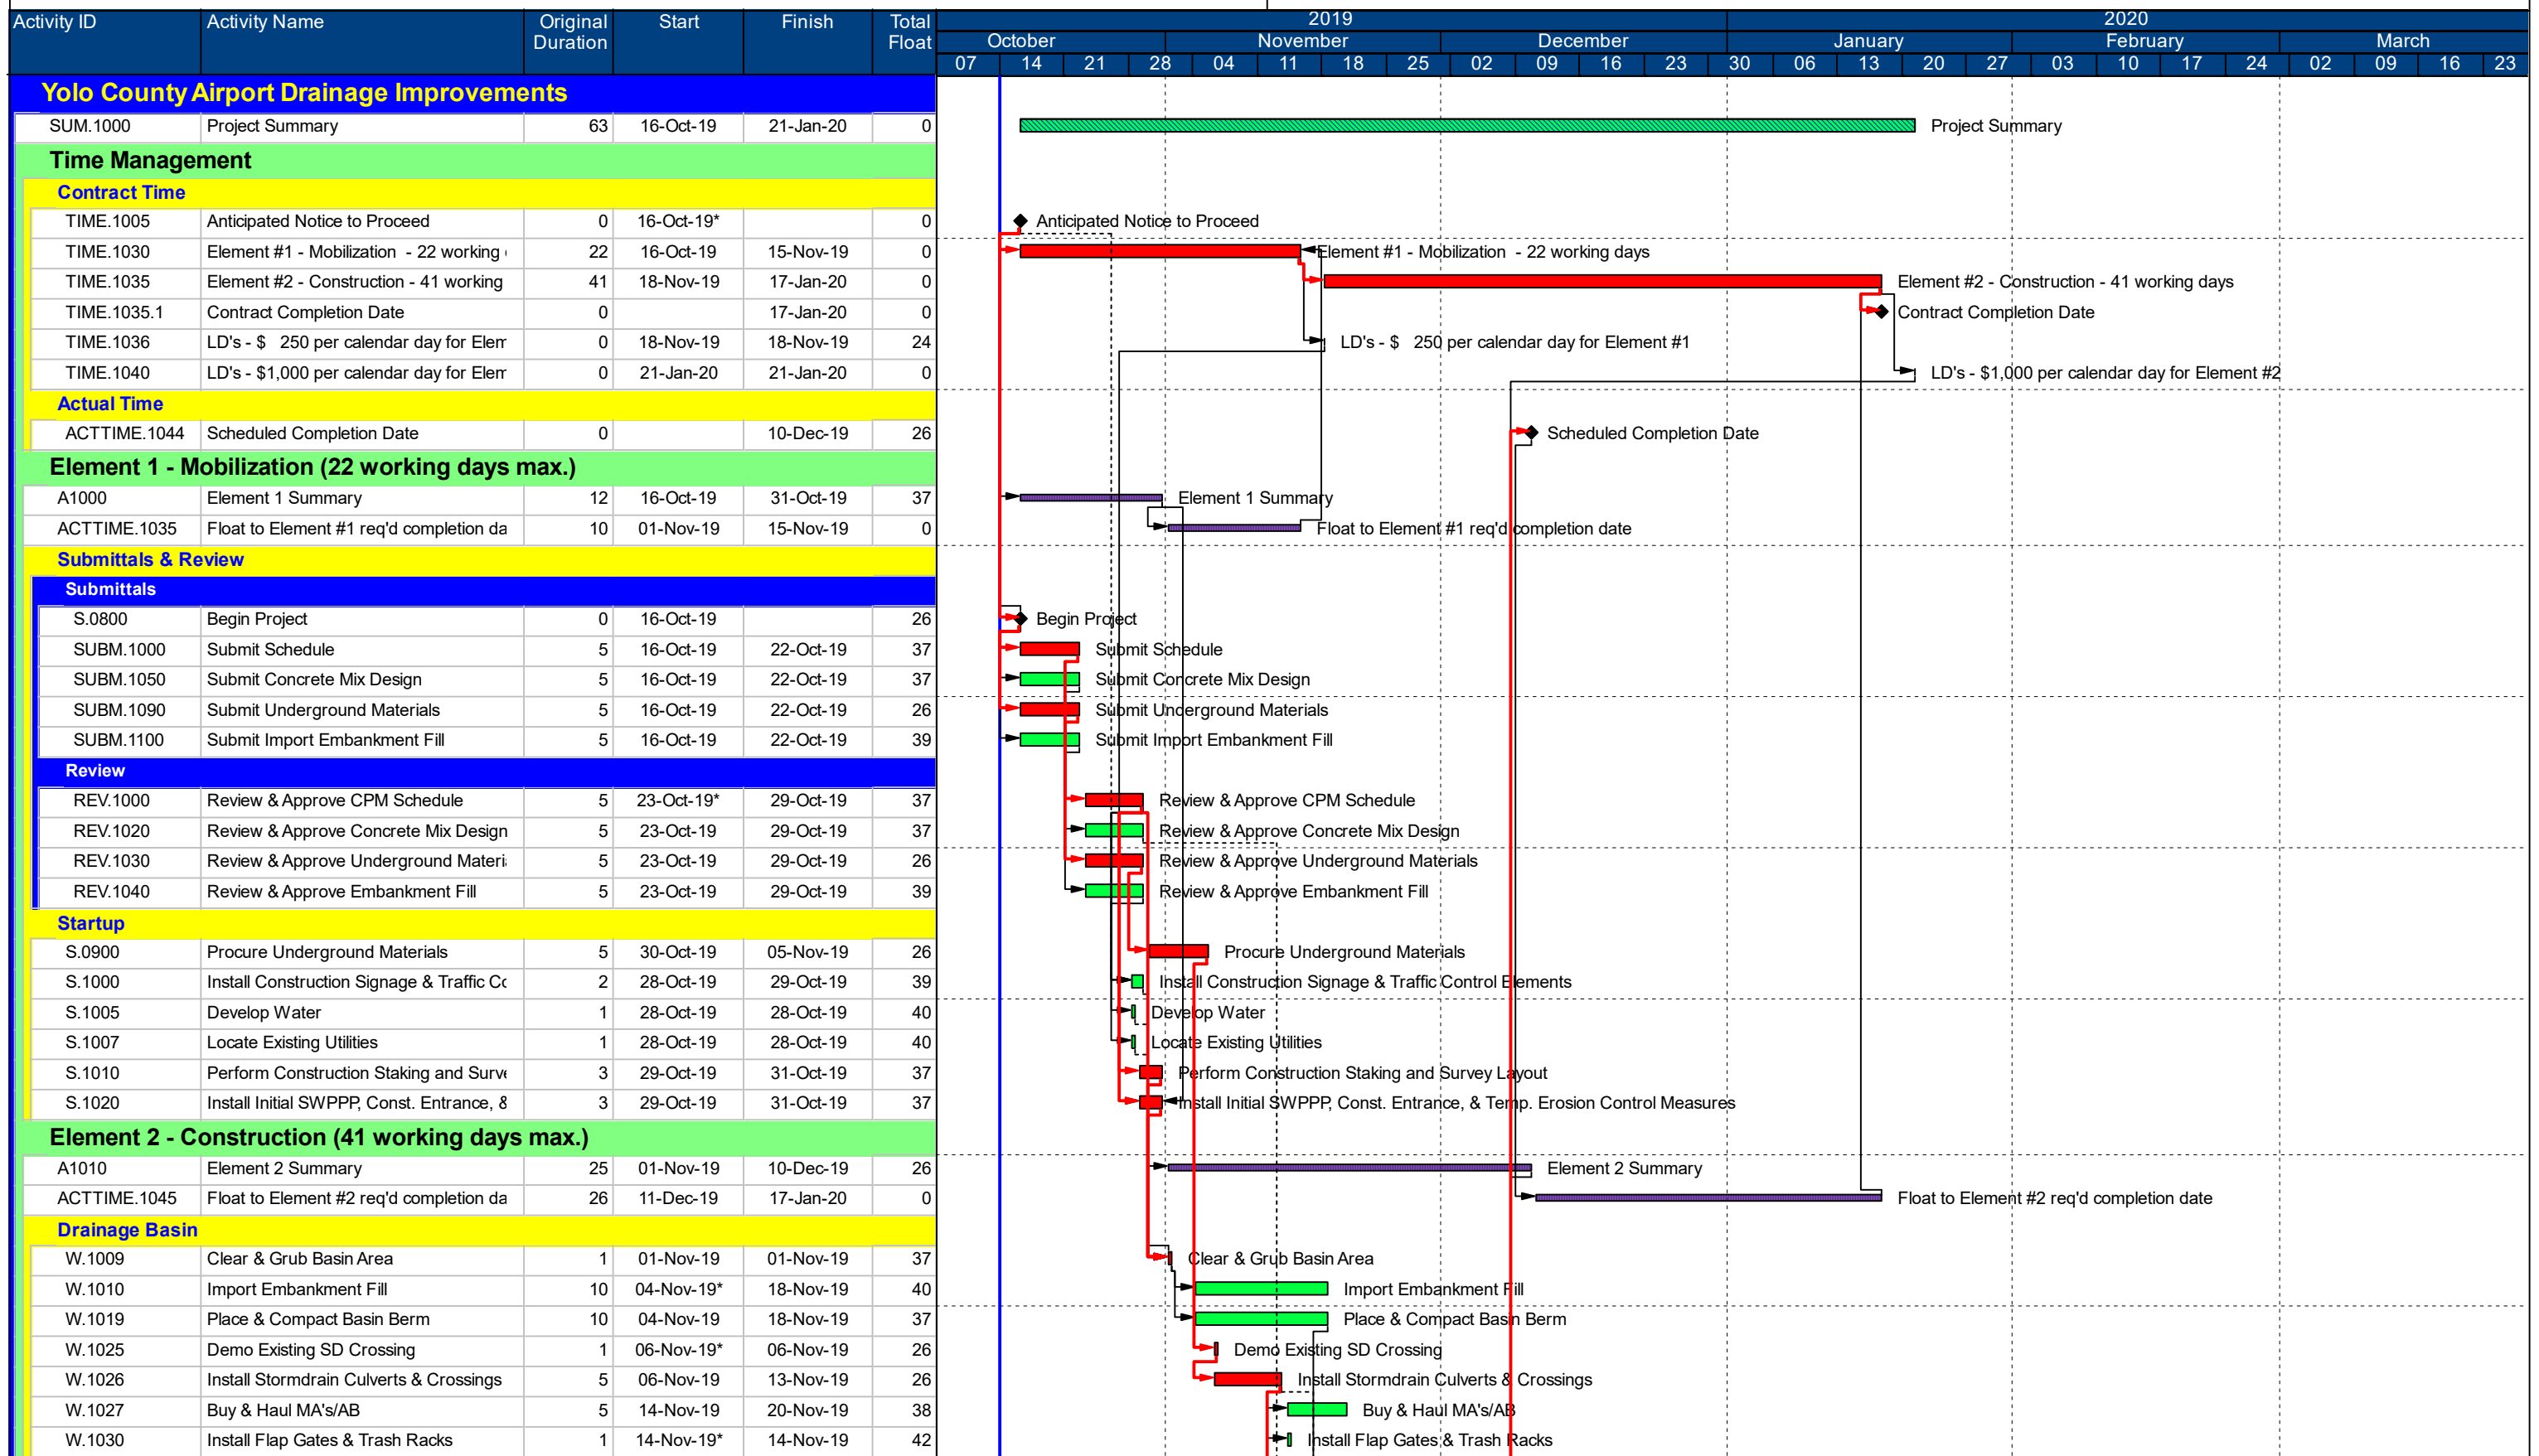 Activity ID Activity Name Original Duration Start Finish Total Float
2019 2020
October November December January February March
07 14 21 28 04 11 18 25 02 09 16 23 30 06 13 20 27 03 10 17 24 02 09 16 23
Yolo County Airport Drainage Improvements
SUM.1000 Project Summary 63 16-Oct-19 21-Jan-20 0 Project Summary
Time Management
Contract Time
TIME.1005 Anticipated Notice to Proceed 0 16-Oct-19* 0 Anticipated Notice to Proceed
TIME.1030 Element #1 - Mobilization - 22 working 22 16-Oct-19 15-Nov-19 0 Element #1 - Mobilization - 22 working days
TIME.1035 Element #2 - Construction - 41 working 41 18-Nov-19 17-Jan-20 0 Element #2 - Construction - 41 working days
TIME.1035.1 Contract Completion Date 0 17-Jan-20 0 Contract Completion Date
TIME.1036 LD's - $ 250 per calendar day for Elem 0 18-Nov-19 18-Nov-19 24 LD's - $ 250 per calendar day for Element #1
TIME.1040 LD's - $1,000 per calendar day for Elem 0 21-Jan-20 21-Jan-20 0 LD's - $1,000 per calendar day for Element #2
Actual Time
ACTTIME.1044 Scheduled Completion Date 0 10-Dec-19 26 Scheduled Completion Date
Element 1 - Mobilization (22 working days max.)
A1000 Element 1 Summary 12 16-Oct-19 31-Oct-19 37 Element 1 Summary
ACTTIME.1035 Float to Element #1 req'd completion da 10 01-Nov-19 15-Nov-19 0 Float to Element #1 req'd completion date
Submittals & Review
Submittals
S.0800 Begin Project 0 16-Oct-19 26 Begin Project
SUBM.1000 Submit Schedule 5 16-Oct-19 22-Oct-19 37 Submit Schedule
SUBM.1050 Submit Concrete Mix Design 5 16-Oct-19 22-Oct-19 37 Submit Concrete Mix Design
SUBM.1090 Submit Underground Materials 5 16-Oct-19 22-Oct-19 26 Submit Underground Materials
SUBM.1100 Submit Import Embankment Fill 5 16-Oct-19 22-Oct-19 39 Submit Import Embankment Fill
Review
REV.1000 Review & Approve CPM Schedule 5 23-Oct-19* 29-Oct-19 37 Review & Approve CPM Schedule
REV.1020 Review & Approve Concrete Mix Design 5 23-Oct-19 29-Oct-19 37 Review & Approve Concrete Mix Design
REV.1030 Review & Approve Underground Materi 5 23-Oct-19 29-Oct-19 26 Review & Approve Underground Materials
REV.1040 Review & Approve Embankment Fill 5 23-Oct-19 29-Oct-19 39 Review & Approve Embankment Fill
Startup
S.0900 Procure Underground Materials 5 30-Oct-19 05-Nov-19 26 Procure Underground Materials
S.1000 Install Construction Signage & Traffic Co 2 28-Oct-19 29-Oct-19 39 Install Construction Signage & Traffic Control Elements
S.1005 Develop Water 1 28-Oct-19 28-Oct-19 40 Develop Water
S.1007 Locate Existing Utilities 1 28-Oct-19 28-Oct-19 40 Locate Existing Utilities
S.1010 Perform Construction Staking and Surve 3 29-Oct-19 31-Oct-19 37 Perform Construction Staking and Survey Layout
S.1020 Install Initial SWPPP, Const. Entrance, & 3 29-Oct-19 31-Oct-19 37 Install Initial SWPPP, Const. Entrance, & Temp. Erosion Control Measures
Element 2 - Construction (41 working days max.)
A1010 Element 2 Summary 25 01-Nov-19 10-Dec-19 26 Element 2 Summary
ACTTIME.1045 Float to Element #2 req'd completion da 26 11-Dec-19 17-Jan-20 0 Float to Element #2 req'd completion date
Drainage Basin
W.1009 Clear & Grub Basin Area 1 01-Nov-19 01-Nov-19 37 Clear & Grub Basin Area
W.1010 Import Embankment Fill 10 04-Nov-19* 18-Nov-19 40 Import Embankment Fill
W.1019 Place & Compact Basin Berm 10 04-Nov-19 18-Nov-19 37 Place & Compact Basin Berm
W.1025 Demo Existing SD Crossing 1 06-Nov-19* 06-Nov-19 26 Demo Existing SD Crossing
W.1026 Install Stormdrain Culverts & Crossings 5 06-Nov-19 13-Nov-19 26 Install Stormdrain Culverts & Crossings
W.1027 Buy & Haul MA's/AB 5 14-Nov-19 20-Nov-19 38 Buy & Haul MA's/AB
W.1030 Install Flap Gates & Trash Racks 1 14-Nov-19* 14-Nov-19 42 Install Flap Gates & Trash Racks